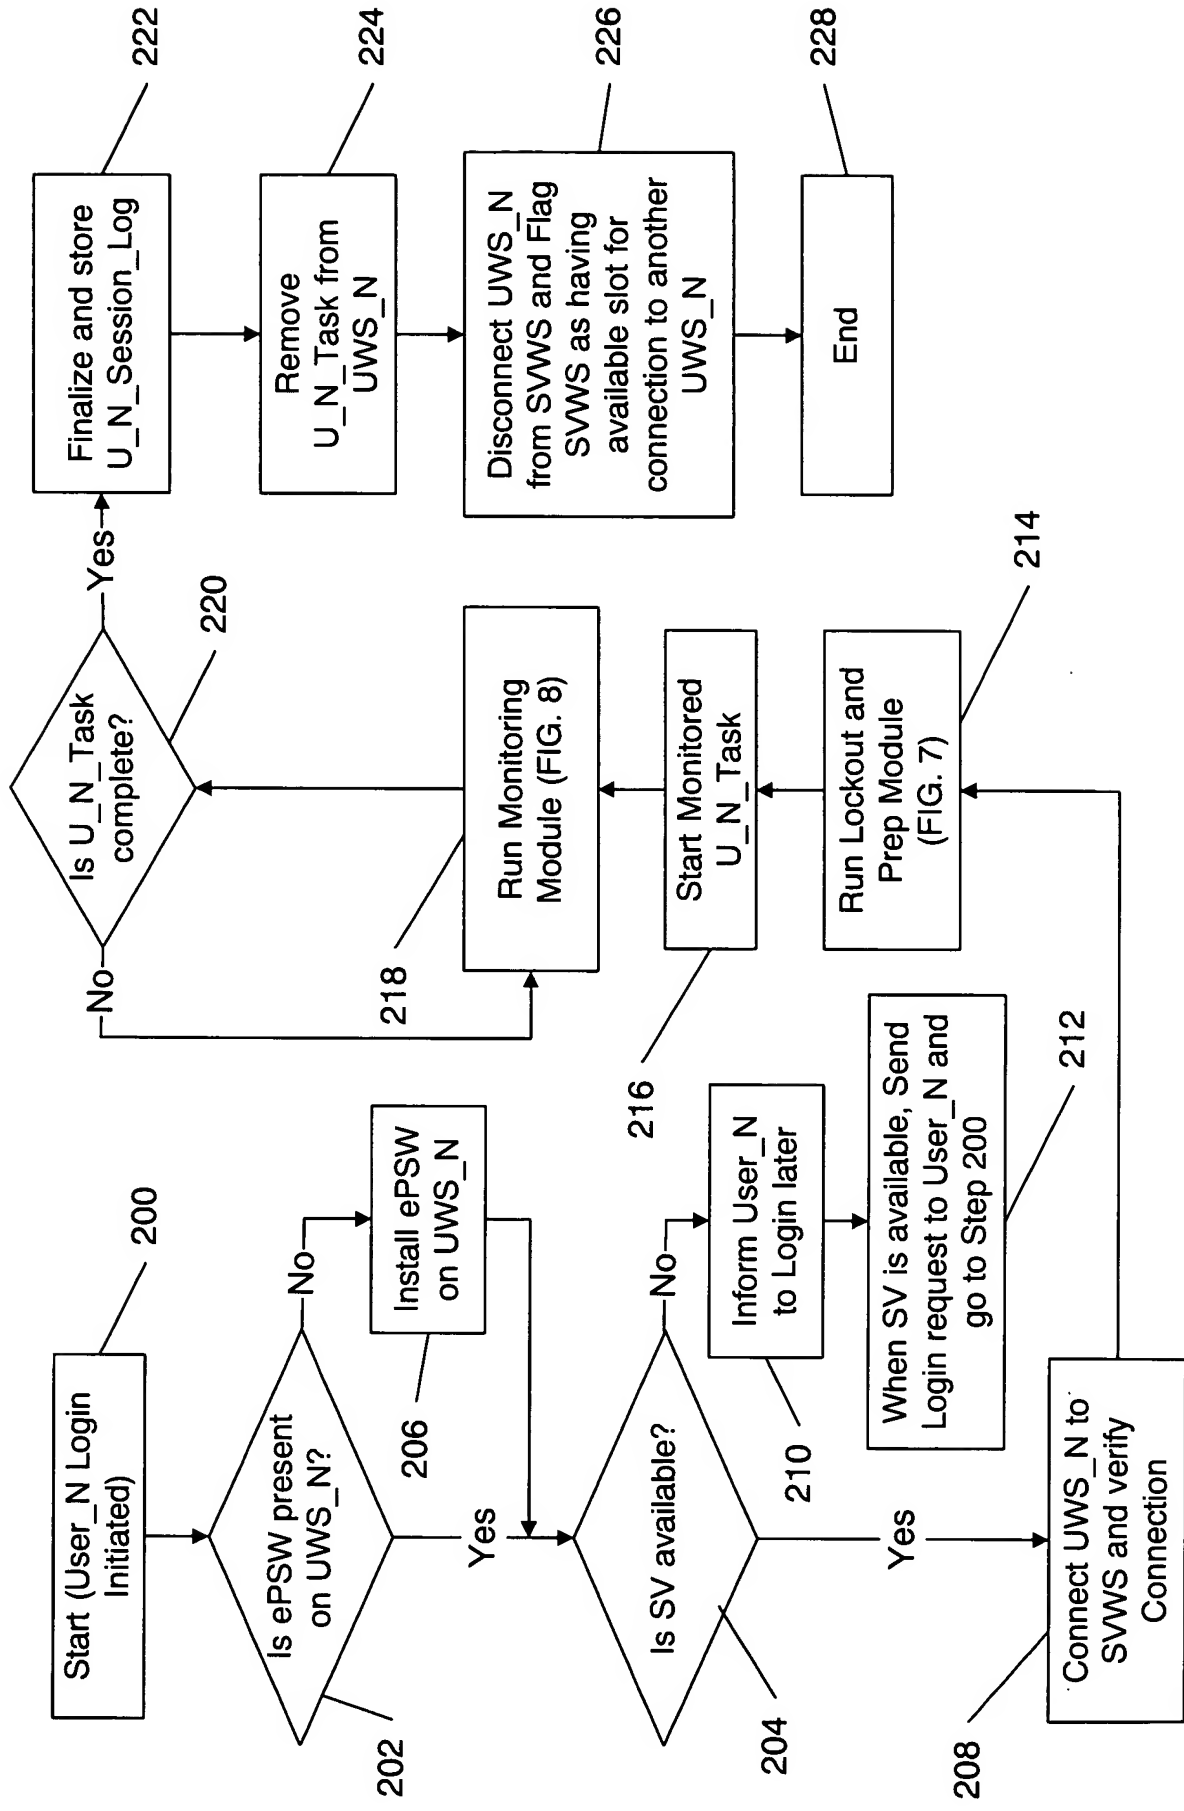 Start (User_N Login
Initiated)
200
Is ePSW present
on UWS_N?
202
No
Install ePSW
on UWS_N
206
Yes
Is SV available?
204
No
Inform User_N
to Login later
210
When SV is available, Send
Login request to User_N and
go to Step 200
212
Yes
Connect UWS_N to
SVWS and verify
Connection
208
Run Lockout and
Prep Module
(FIG. 7)
214
Start Monitored
U_N_Task
216
Run Monitoring
Module (FIG. 8)
218
Is U_N_Task
complete?
220
No
Yes
Finalize and store
U_N_Session_Log
222
Remove
U_N_Task from
UWS_N
224
Disconnect UWS_N
from SVWS and Flag
SVWS as having
available slot for
connection to another
UWS_N
226
End
228